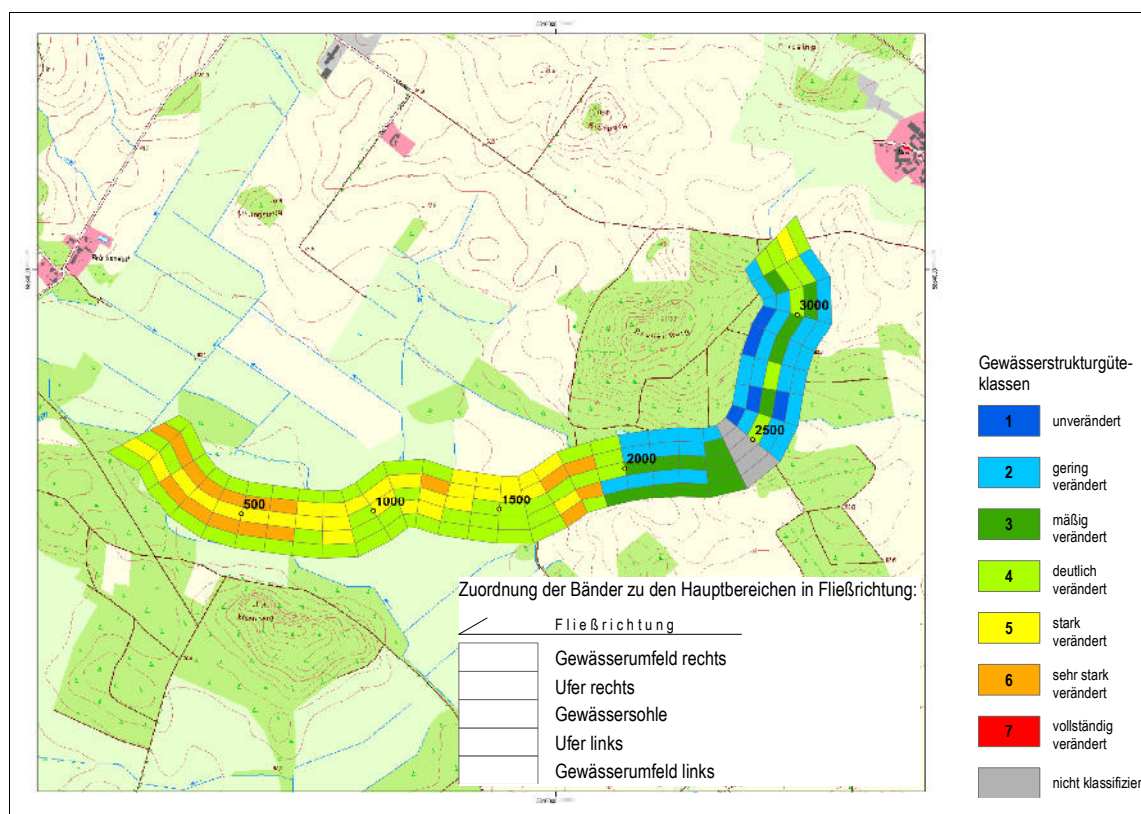 3000
2500
2000
1500
1000
500
Zuordnung der Bänder zu den Hauptbereichen in Fließrichtung:
Fließrichtung
Gewässerumfeld rechts
Ufer rechts
Gewässersohle
Ufer links
Gewässerumfeld links
Gewässerstrukturgüte-
klassen
1 unverändert
2 gering
verändert
3 mäßig
verändert
4 deutlich
verändert
5 stark
verändert
6 sehr stark
verändert
7 vollständig
verändert
nicht klassifizier